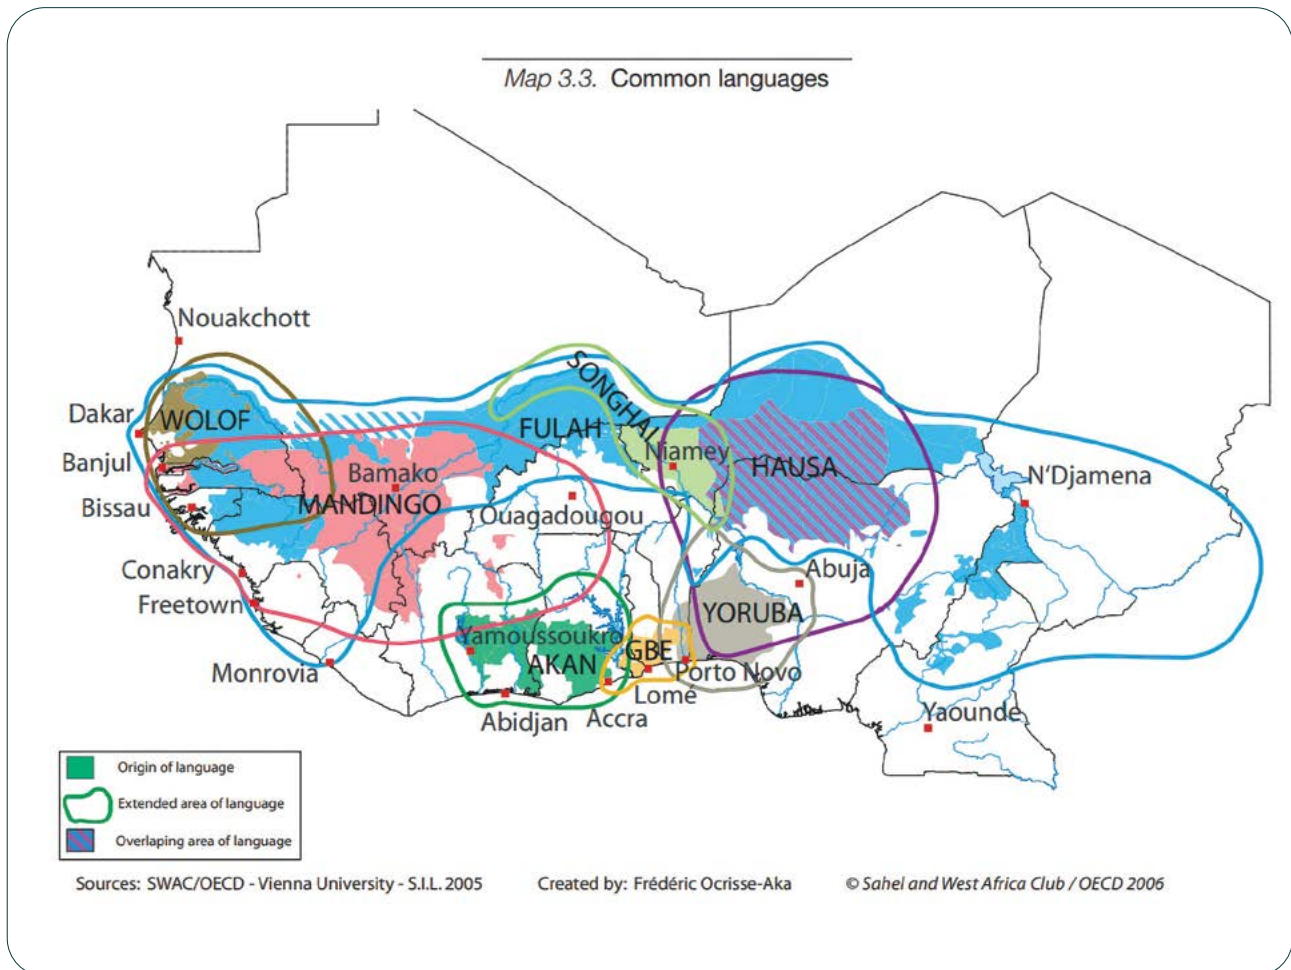 Map 3.3. Common languages
Nouakchott
SONGHAI
Dakar
WOLOF
FULAH
Banjul
Niamey
HAUSA
Bamako
N'Djamena
Bissau
MANDINGO
Ouagadougou
Conakry
Abuja
Freetown
YORUBA
Yamoussoukro
GBE
Monrovia
AKAN
Porto Novo
Lomé
Abidjan
Accra
Yaounde
Origin of language
Extended area of language
Overlaping area of language
Sources: SWAC/OECD - Vienna University - S.I.L. 2005
Created by: Frédéric Ocrisse-Aka
© Sahel and West Africa Club / OECD 2006